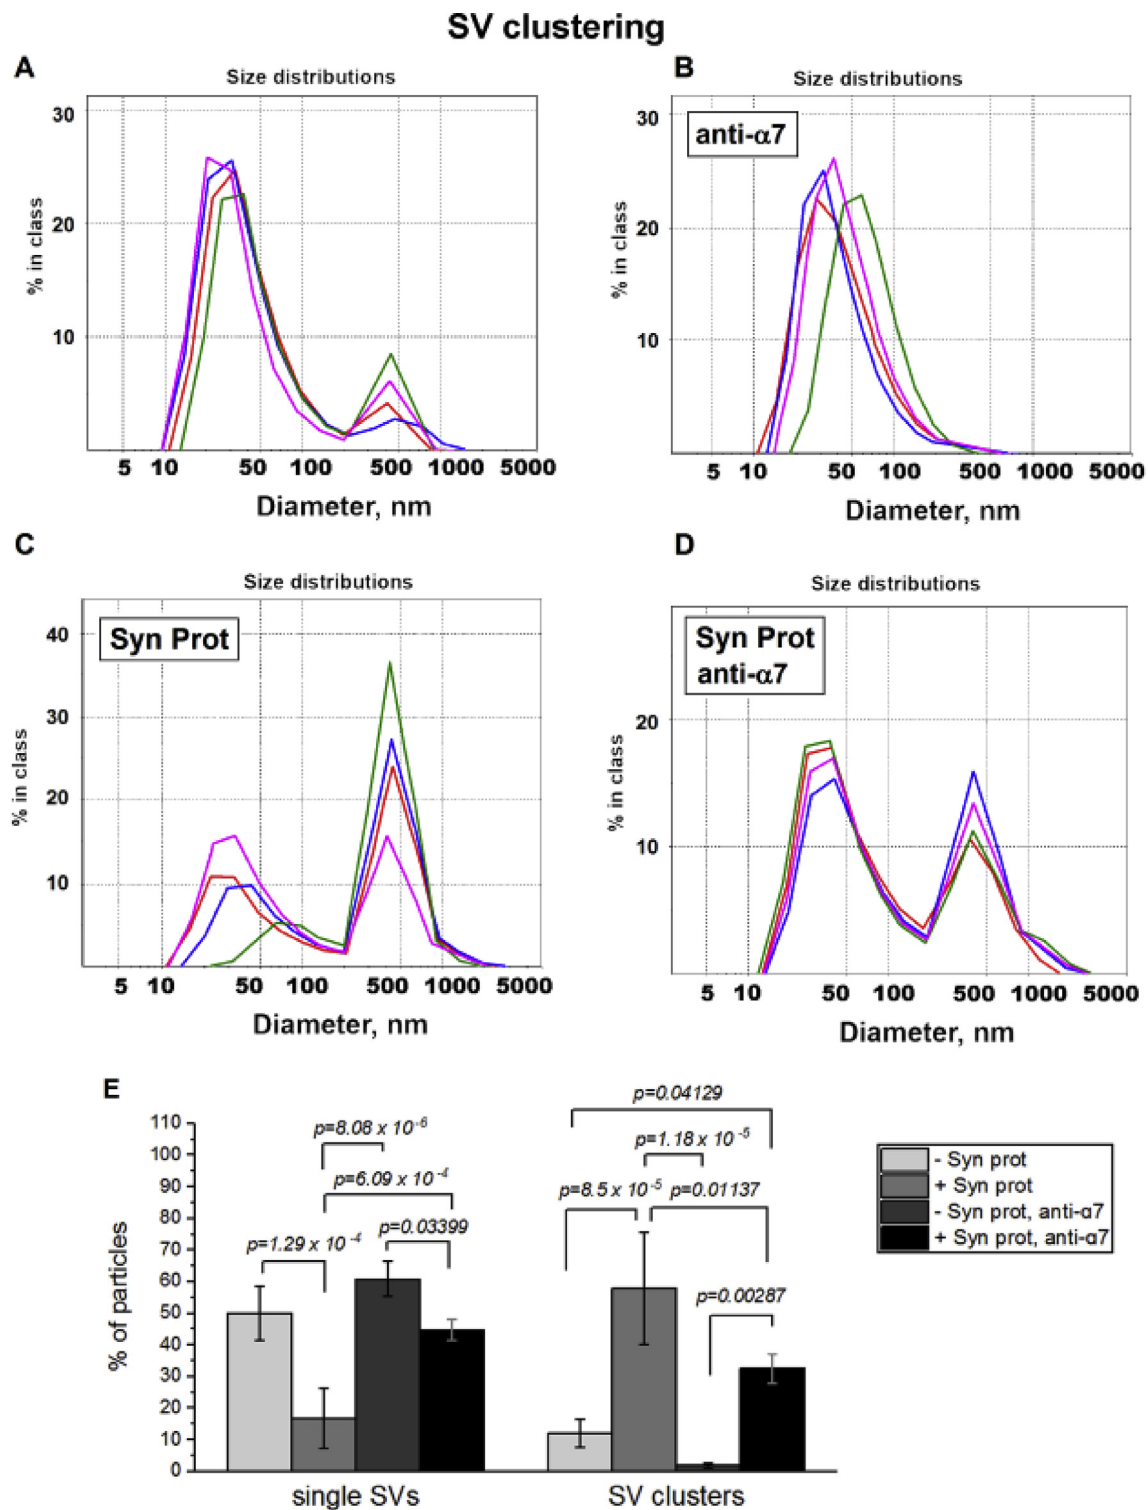 SV clustering
A
Size distributions
30
20
10
% in class
5 10 50 100 500 1000 5000
Diameter, nm
B
Size distributions
anti-α7
30
20
10
% in class
5 10 50 100 500 1000 5000
Diameter, nm
C
Size distributions
Syn Prot
40
30
20
10
% in class
5 10 50 100 500 1000 5000
Diameter, nm
D
Size distributions
Syn Prot
anti-α7
20
10
% in class
5 10 50 100 500 1000 5000
Diameter, nm
E
% of particles
110
100
90
80
70
60
50
40
30
20
10
0
p=8.08 x 10 -6
p=6.09 x 10 -4
p=1.29 x 10 -4
p=0.03399
p=0.04129
p=1.18 x 10 -5
p=8.5 x 10 -5
p=0.01137
p=0.00287
single SVs
SV clusters
- Syn prot
+ Syn prot
- Syn prot, anti-α7
+ Syn prot, anti-α7